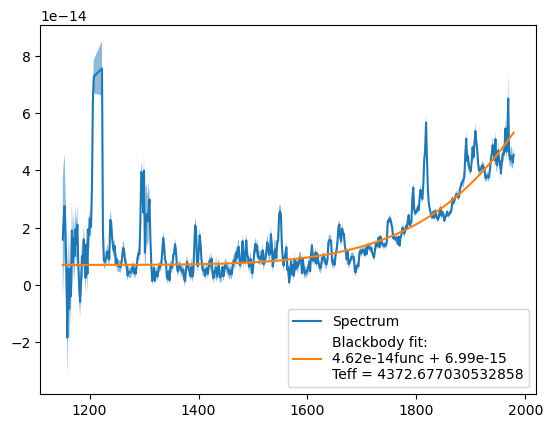 1e−14
8
6
4
2
0
−2
1200
1400
1600
1800
2000
Spectrum
Blackbody fit:
4.62e-14func + 6.99e-15
Teff = 4372.677030532858